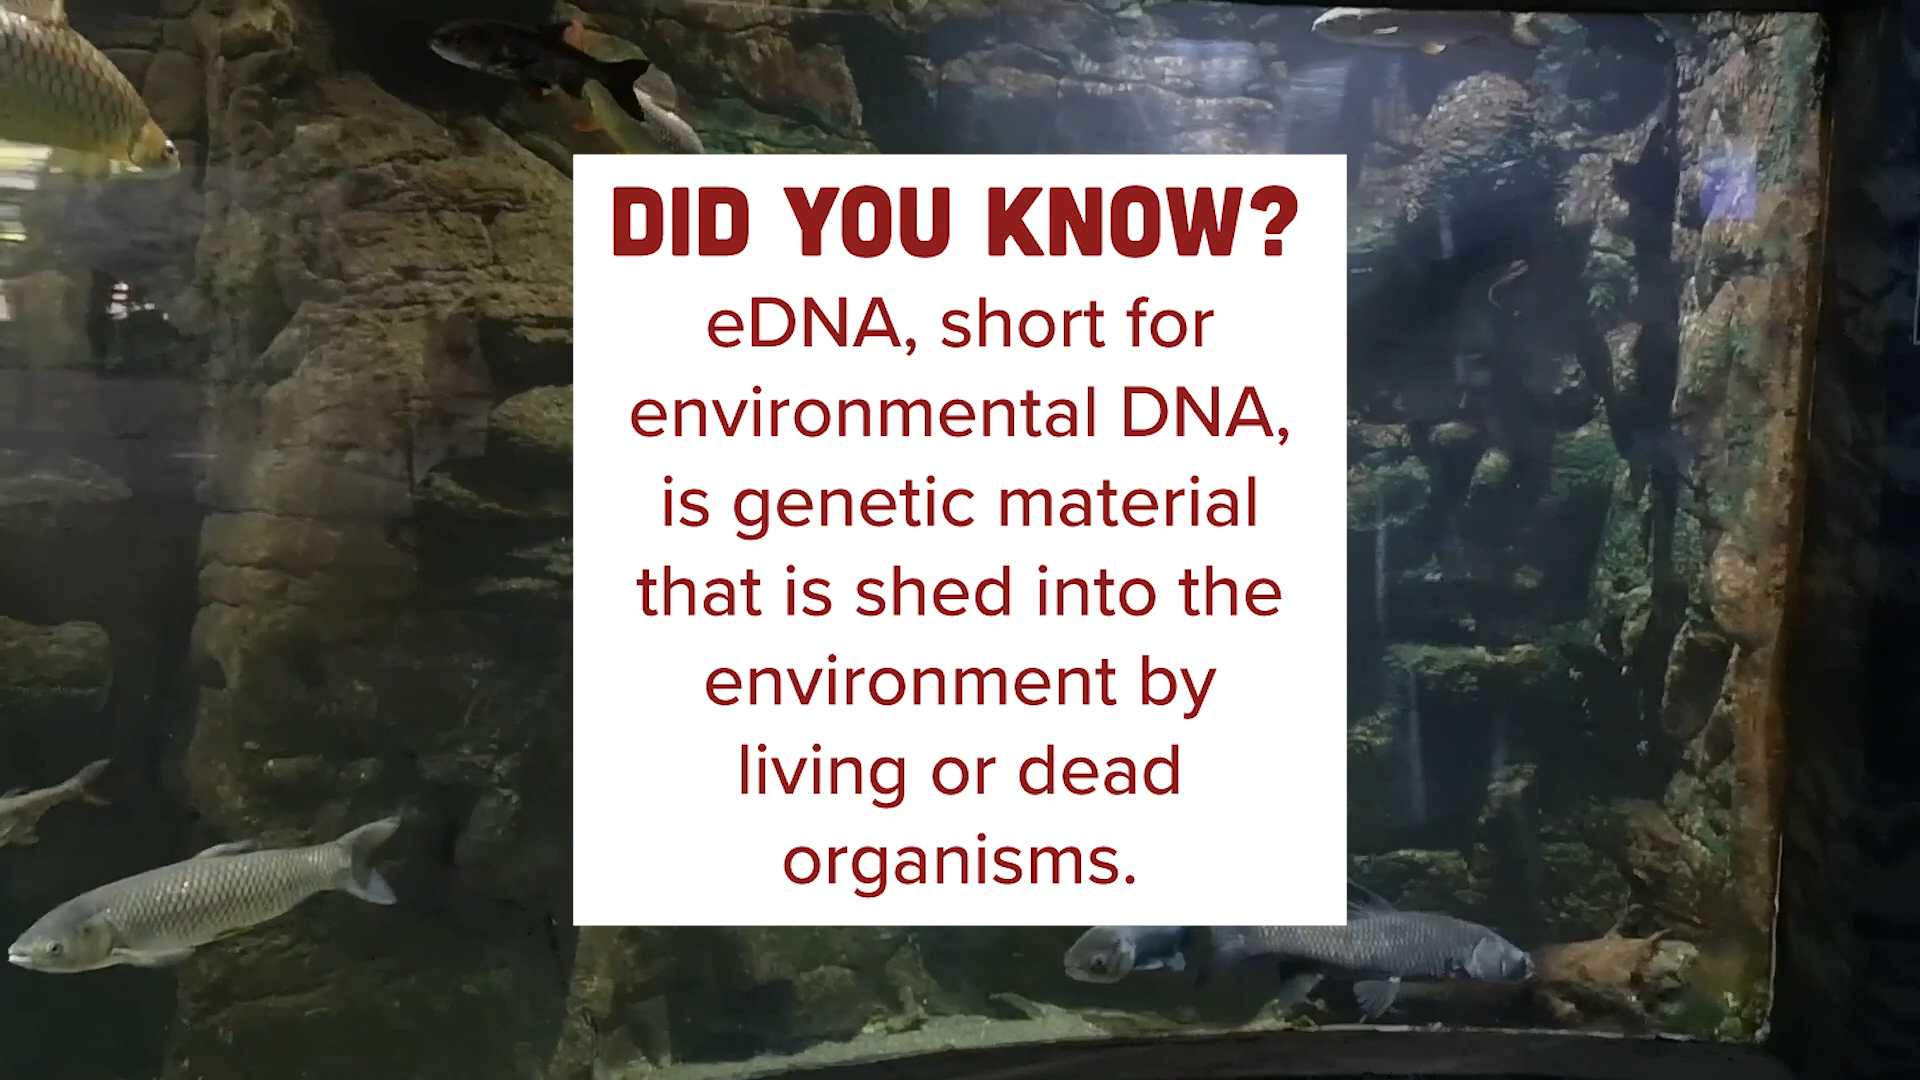 DID YOU KNOW?
eDNA, short for
environmental DNA,
is genetic material
that is shed into the
environment by
living or dead
organisms.